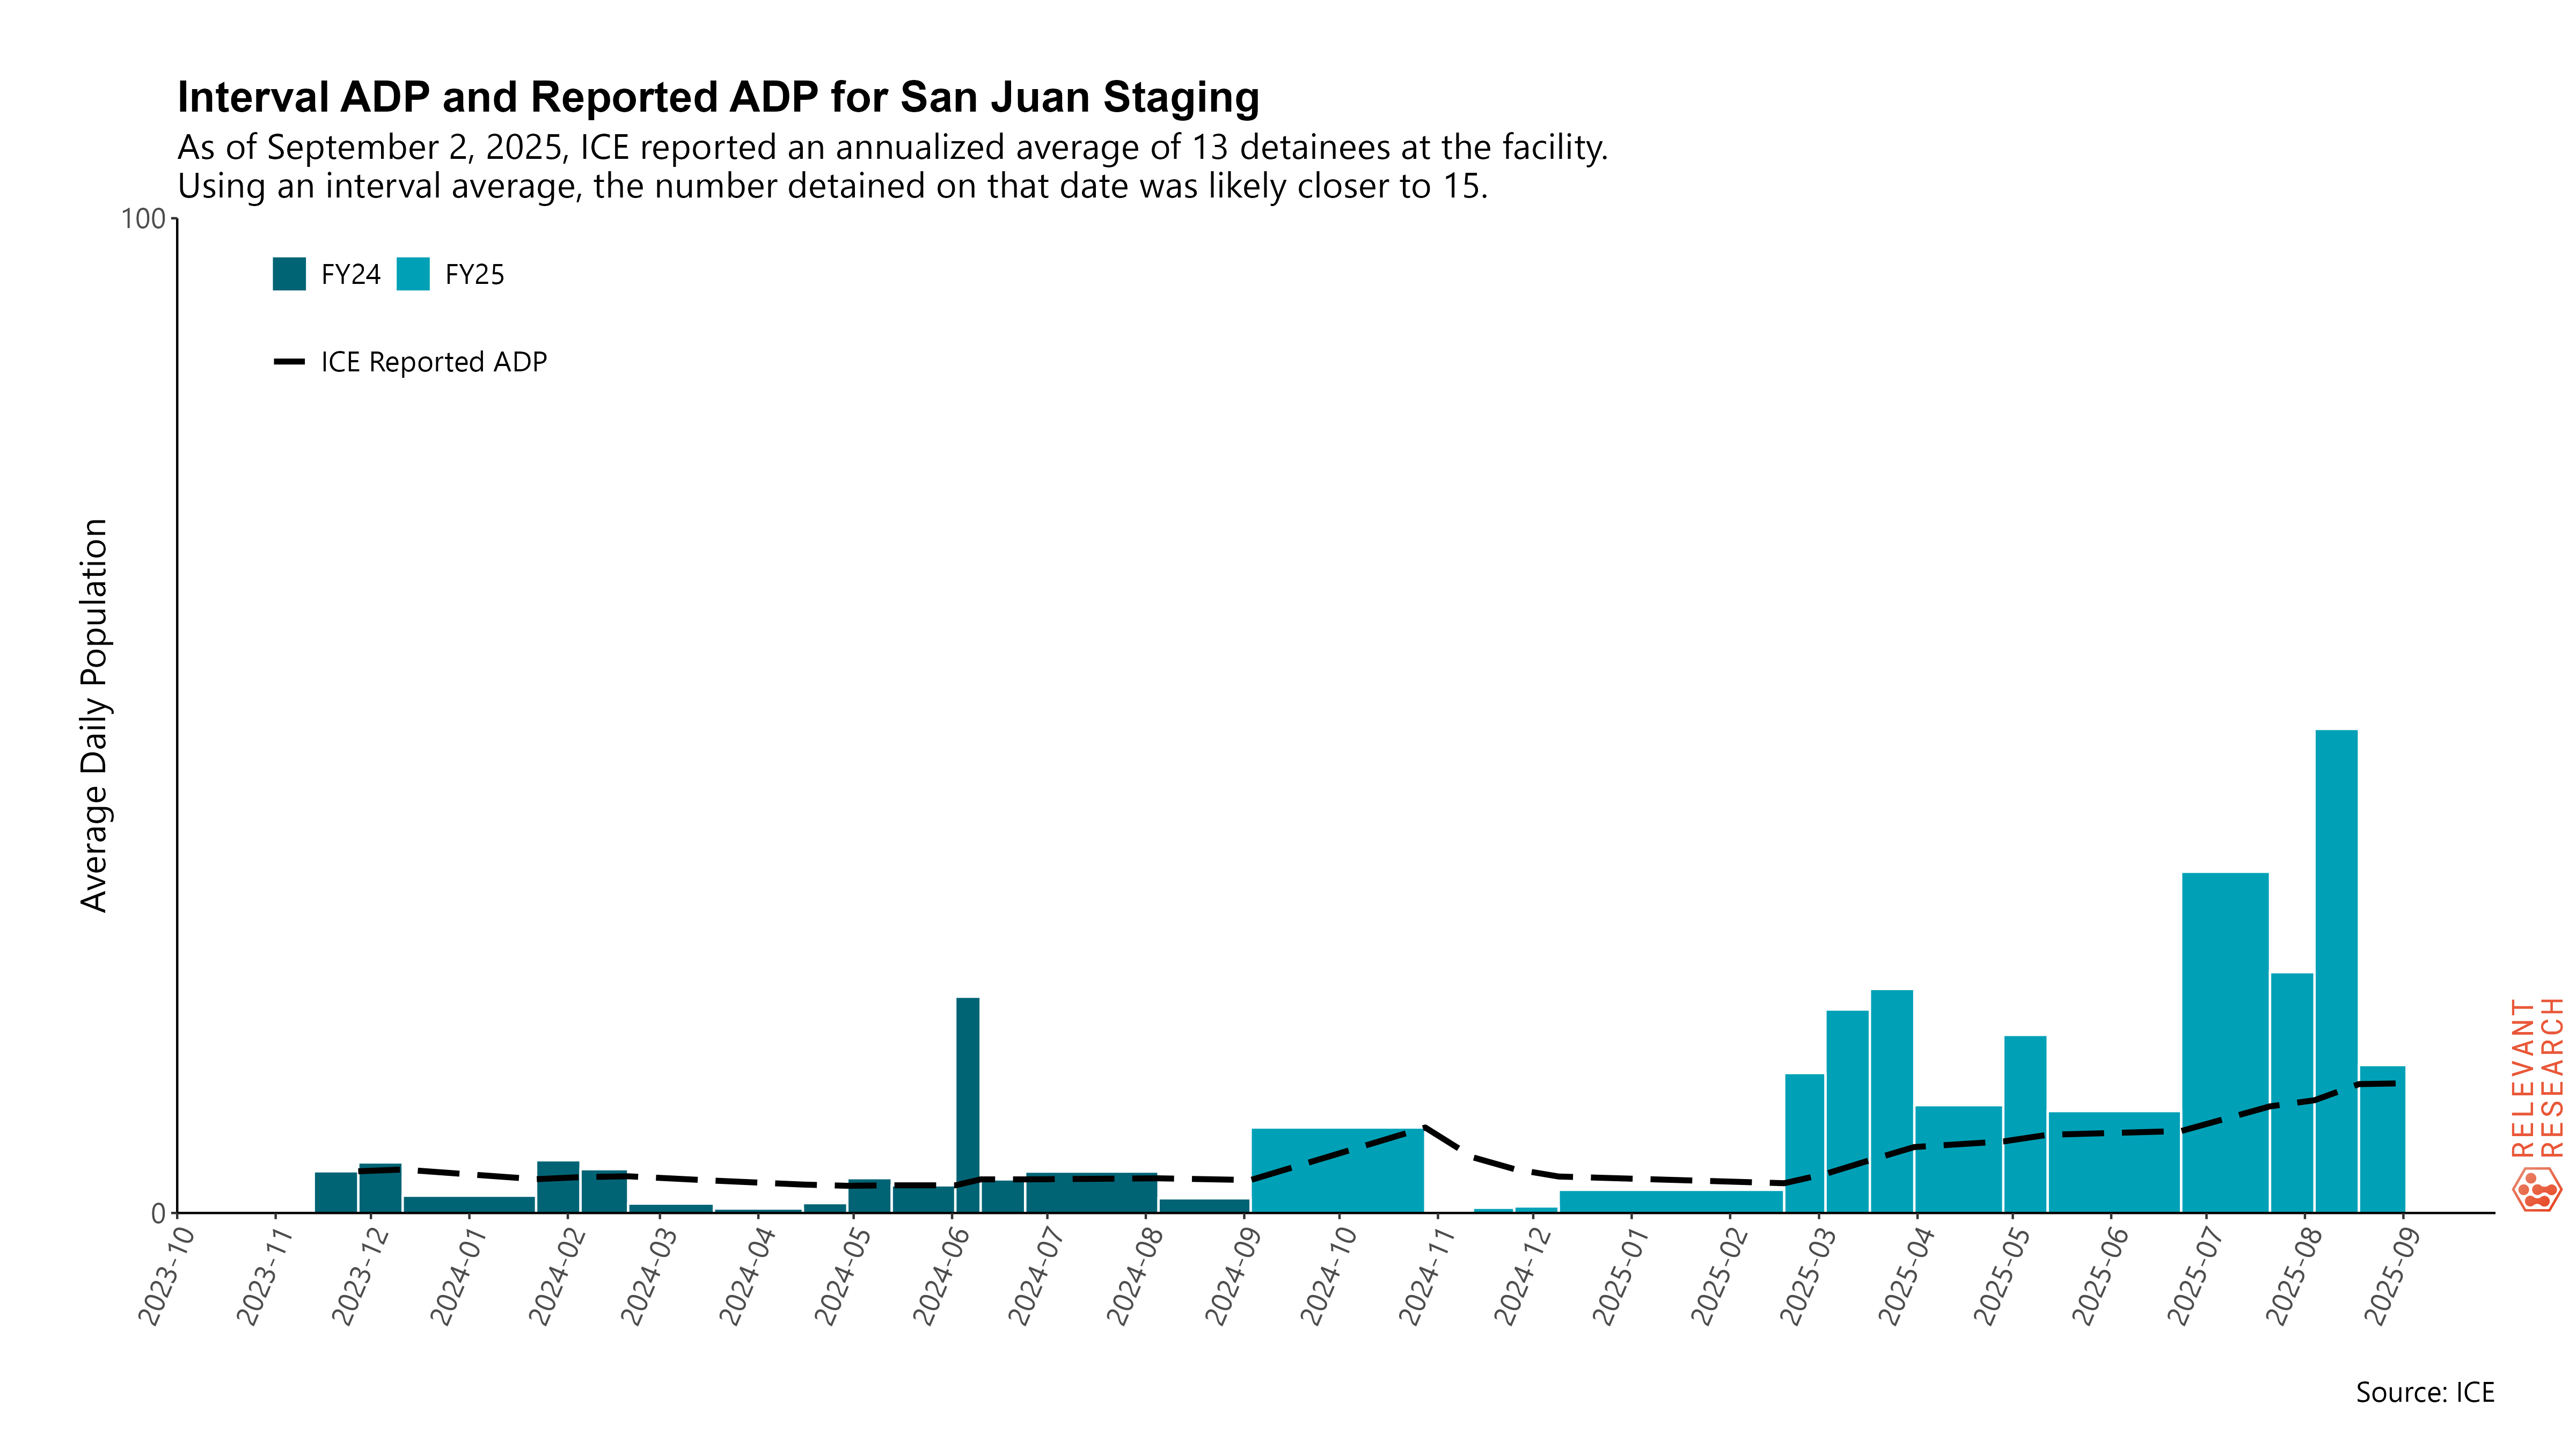 Interval ADP and Reported ADP for San Juan Staging
As of September 2, 2025, ICE reported an annualized average of 13 detainees at the facility.
Using an interval average, the number detained on that date was likely closer to 15.
100
FY24
FY25
ICE Reported ADP
Average Daily Population
0
2023-10
2023-11
2023-12
2024-01
2024-02
2024-03
2024-04
2024-05
2024-06
2024-07
2024-08
2024-09
2024-10
2024-11
2024-12
2025-01
2025-02
2025-03
2025-04
2025-05
2025-06
2025-07
2025-08
2025-09
RELEVANT
RESEARCH
Source: ICE